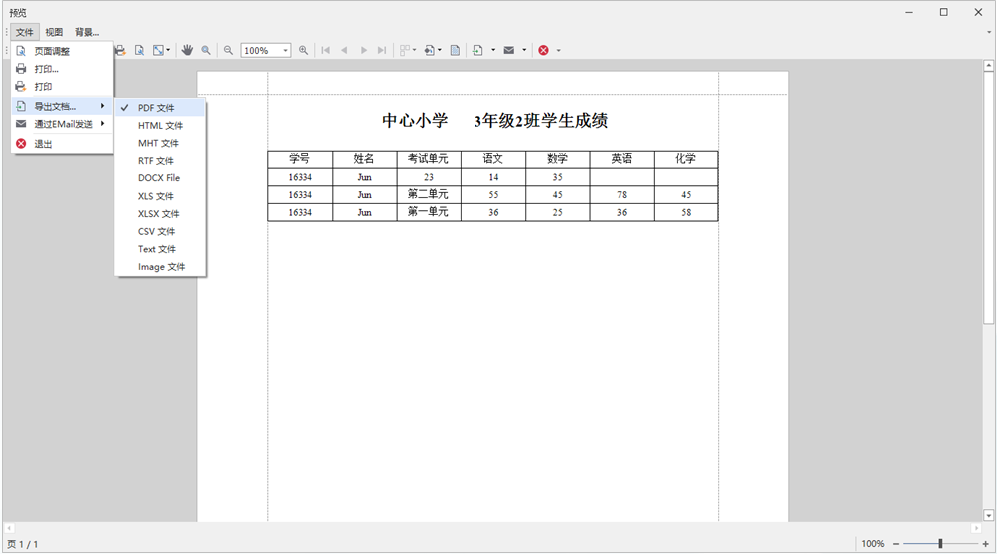 预览
文件 视图 背景...
100%
页面调整
打印...
打印
导出文档...
通过EMail发送
退出
PDF 文件
HTML 文件
MHT 文件
RTF 文件
DOCX File
XLS 文件
XLSX 文件
CSV 文件
Text 文件
Image 文件
中心小学 3年级2班学生成绩
学号 姓名 考试单元 语文 数学 英语 化学
16334 Jun 23 14 35
16334 Jun 第二单元 55 45 78 45
16334 Jun 第一单元 36 25 36 58
页 1 / 1
100%